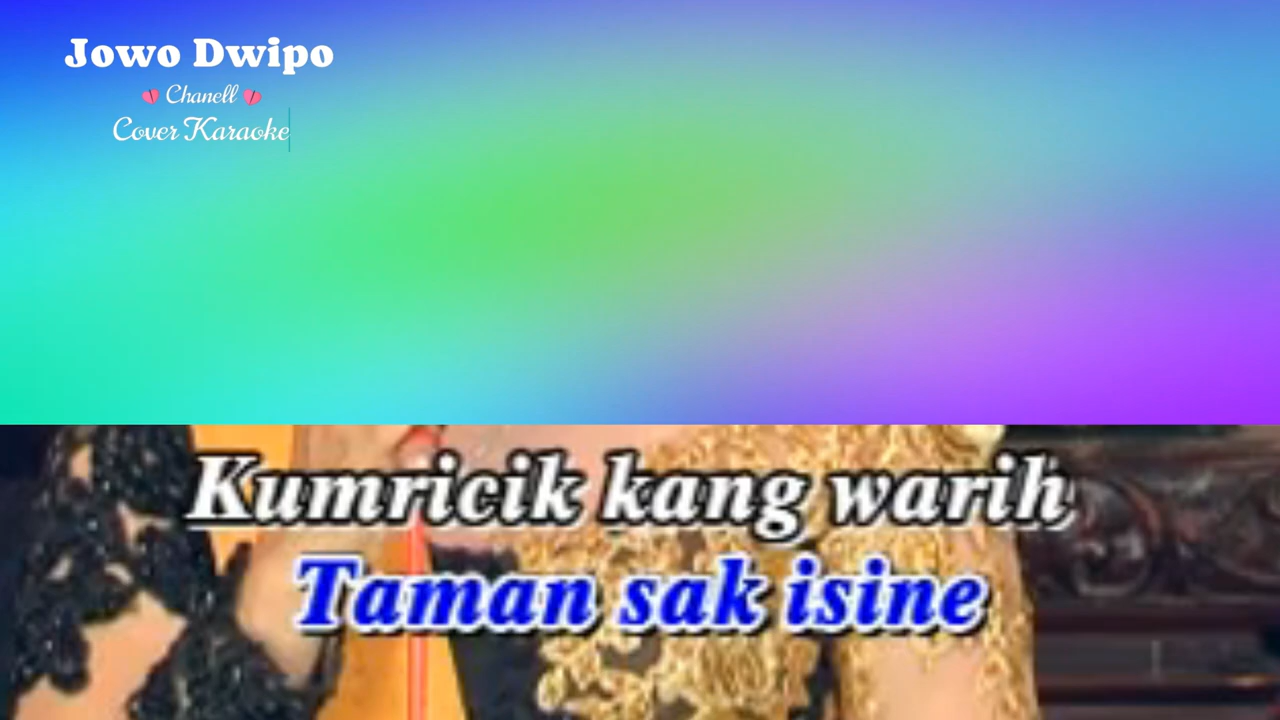 Jowo Dwipo
Chanell
Cover Karaoke
Kumricik kang warih
Taman sak isine